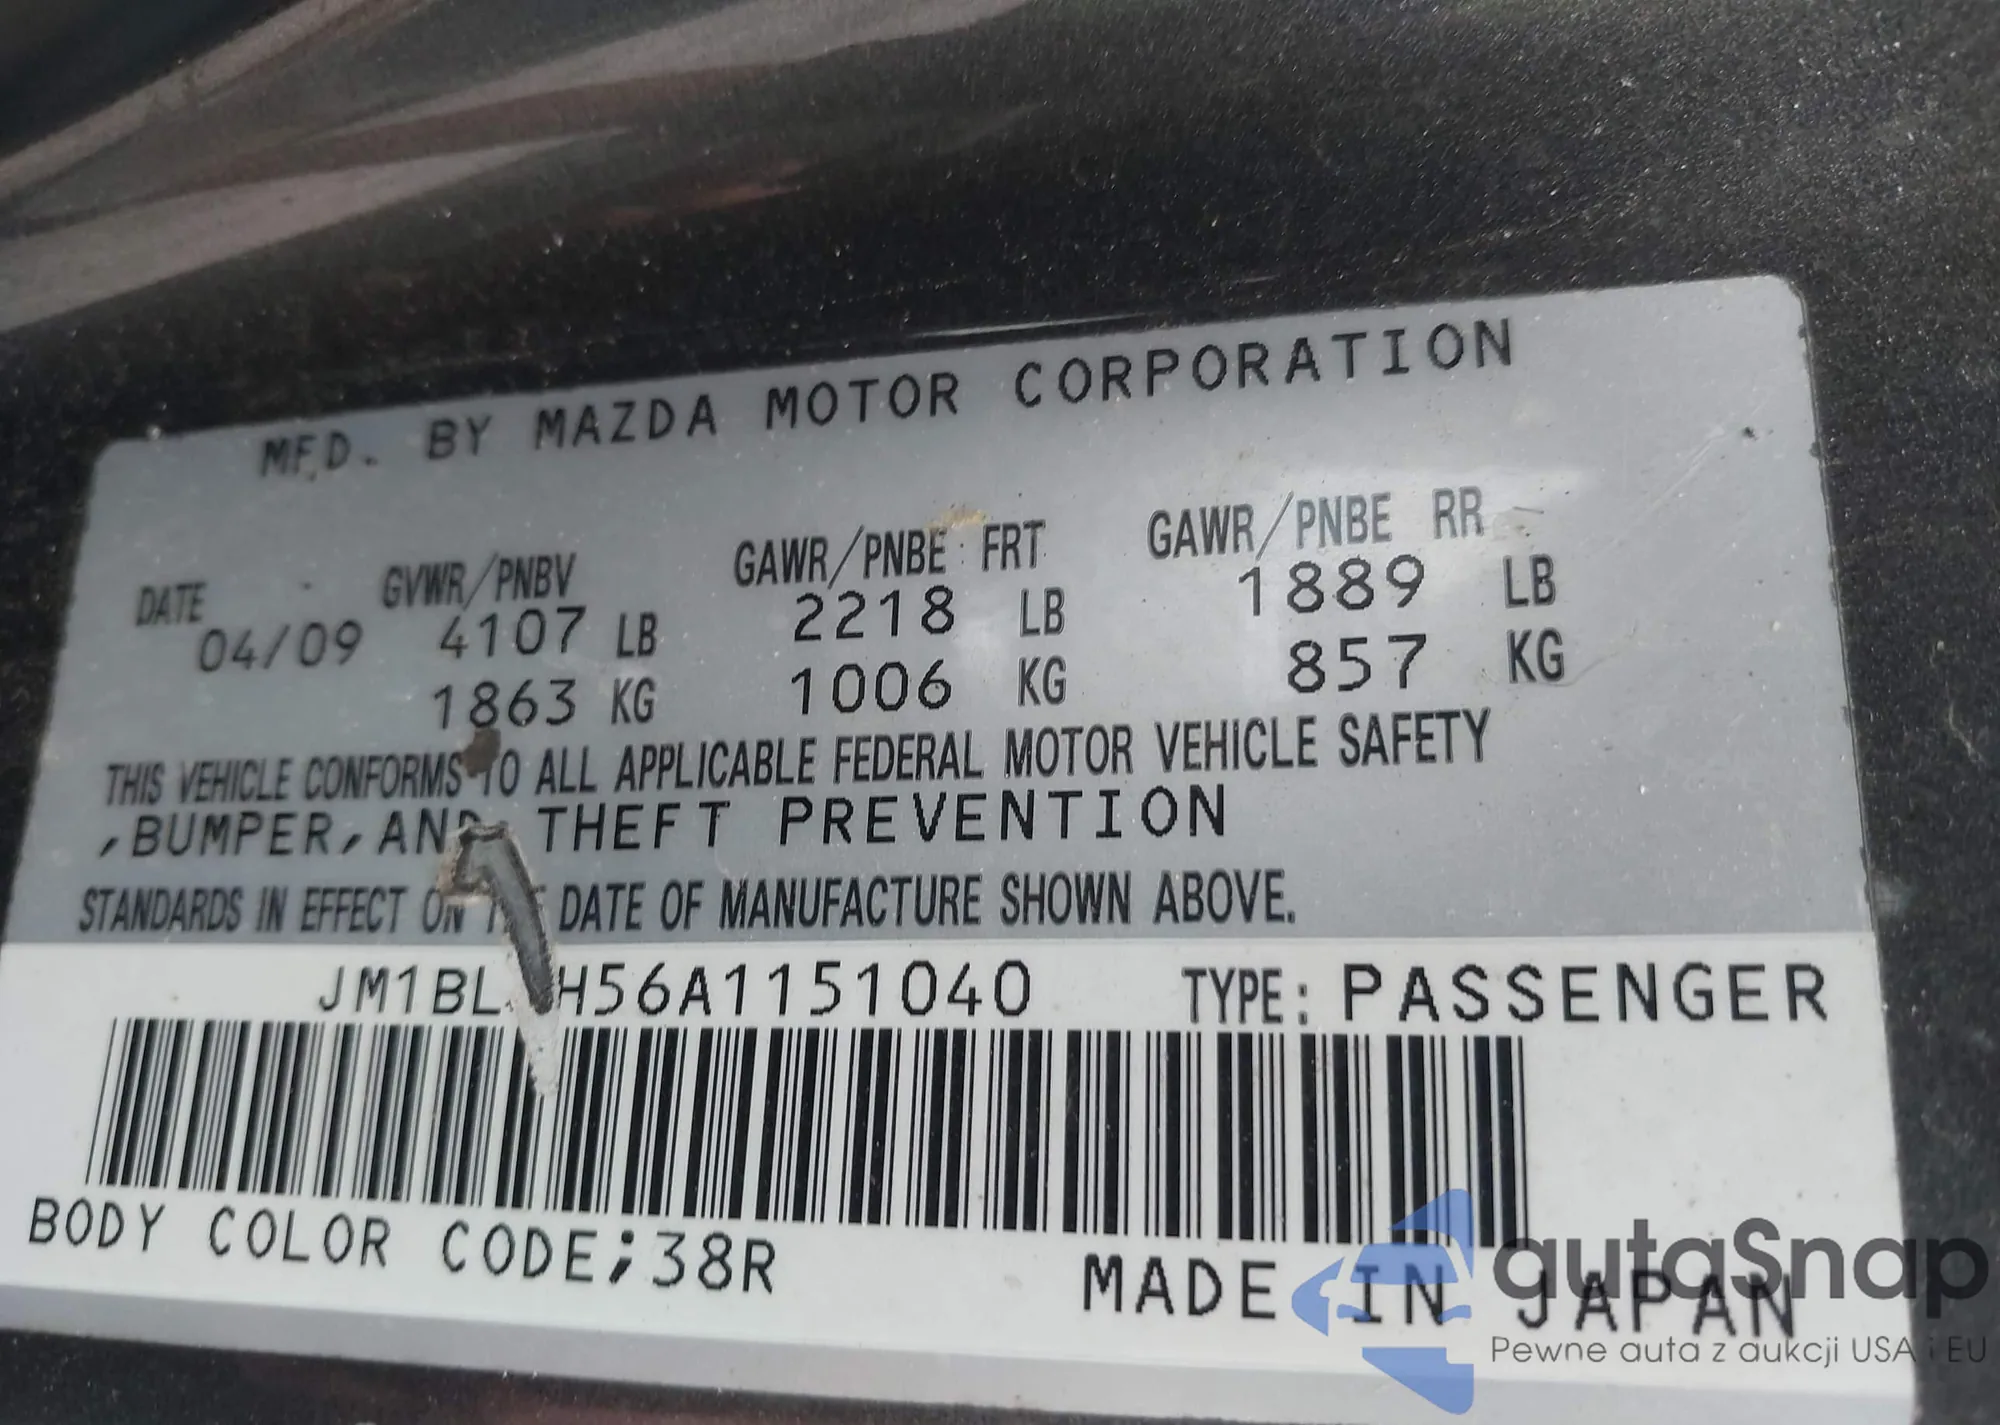 MFD. BY MAZDA MOTOR CORPORATION
DATE GVWR/PNBV GAWR/PNBE FRT GAWR/PNBE RR
04/09 4107 LB 2218 LB 1889 LB
1863 KG 1006 KG 857 KG
THIS VEHICLE CONFORMS TO ALL APPLICABLE FEDERAL MOTOR VEHICLE SAFETY
,BUMPER,AND THEFT PREVENTION
STANDARDS IN EFFECT ON DATE OF MANUFACTURE SHOWN ABOVE.
TYPE: PASSENGER
BODY COLOR CODE;38R
MADE IN JAPAN
autaSnap
Pewne auta z aukcji USA i EU